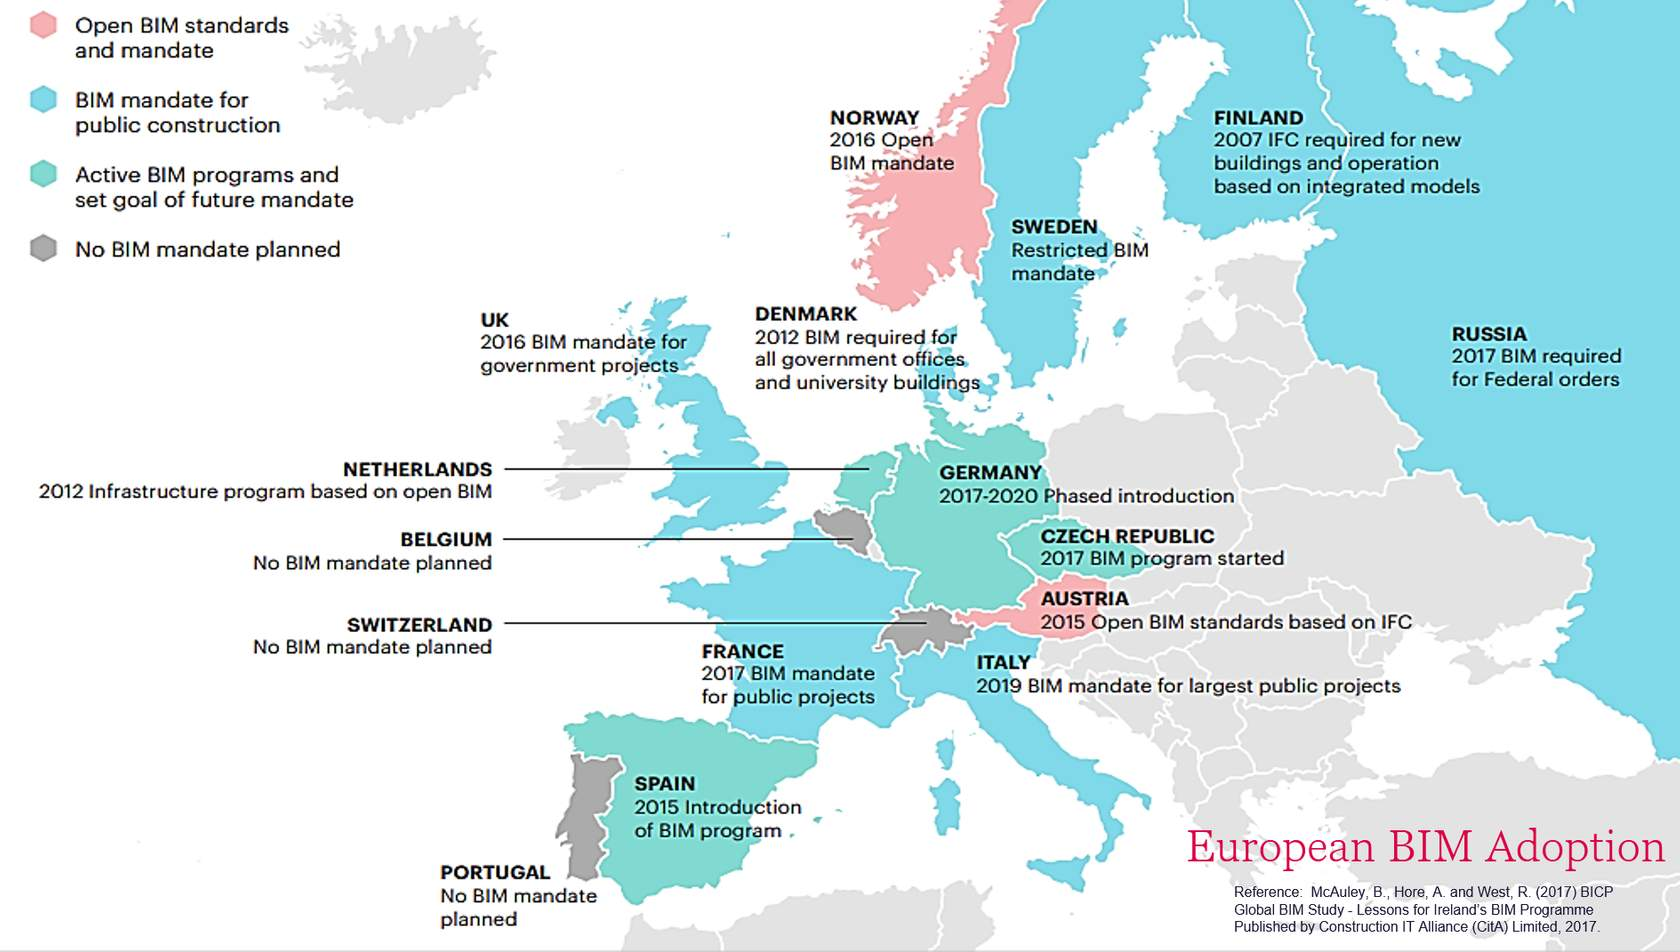 Open BIM standards
and mandate
BIM mandate for
public construction
Active BIM programs and
set goal of future mandate
No BIM mandate planned
NORWAY
2016 Open
BIM mandate
FINLAND
2007 IFC required for new
buildings and operation
based on integrated models
SWEDEN
Restricted BIM
mandate
UK
2016 BIM mandate for
government projects
DENMARK
2012 BIM required for
all government offices
and university buildings
RUSSIA
2017 BIM required
for Federal orders
NETHERLANDS
2012 Infrastructure program based on open BIM
GERMANY
2017-2020 Phased introduction
BELGIUM
No BIM mandate planned
CZECH REPUBLIC
2017 BIM program started
SWITZERLAND
No BIM mandate planned
AUSTRIA
2015 Open BIM standards based on IFC
FRANCE
2017 BIM mandate
for public projects
ITALY
2019 BIM mandate for largest public projects
SPAIN
2015 Introduction
of BIM program
PORTUGAL
No BIM mandate
planned
European BIM Adoption
Reference: McAuley, B., Hore, A. and West, R. (2017) BICP
Global BIM Study - Lessons for Ireland's BIM Programme
Published by Construction IT Alliance (CitA) Limited, 2017.